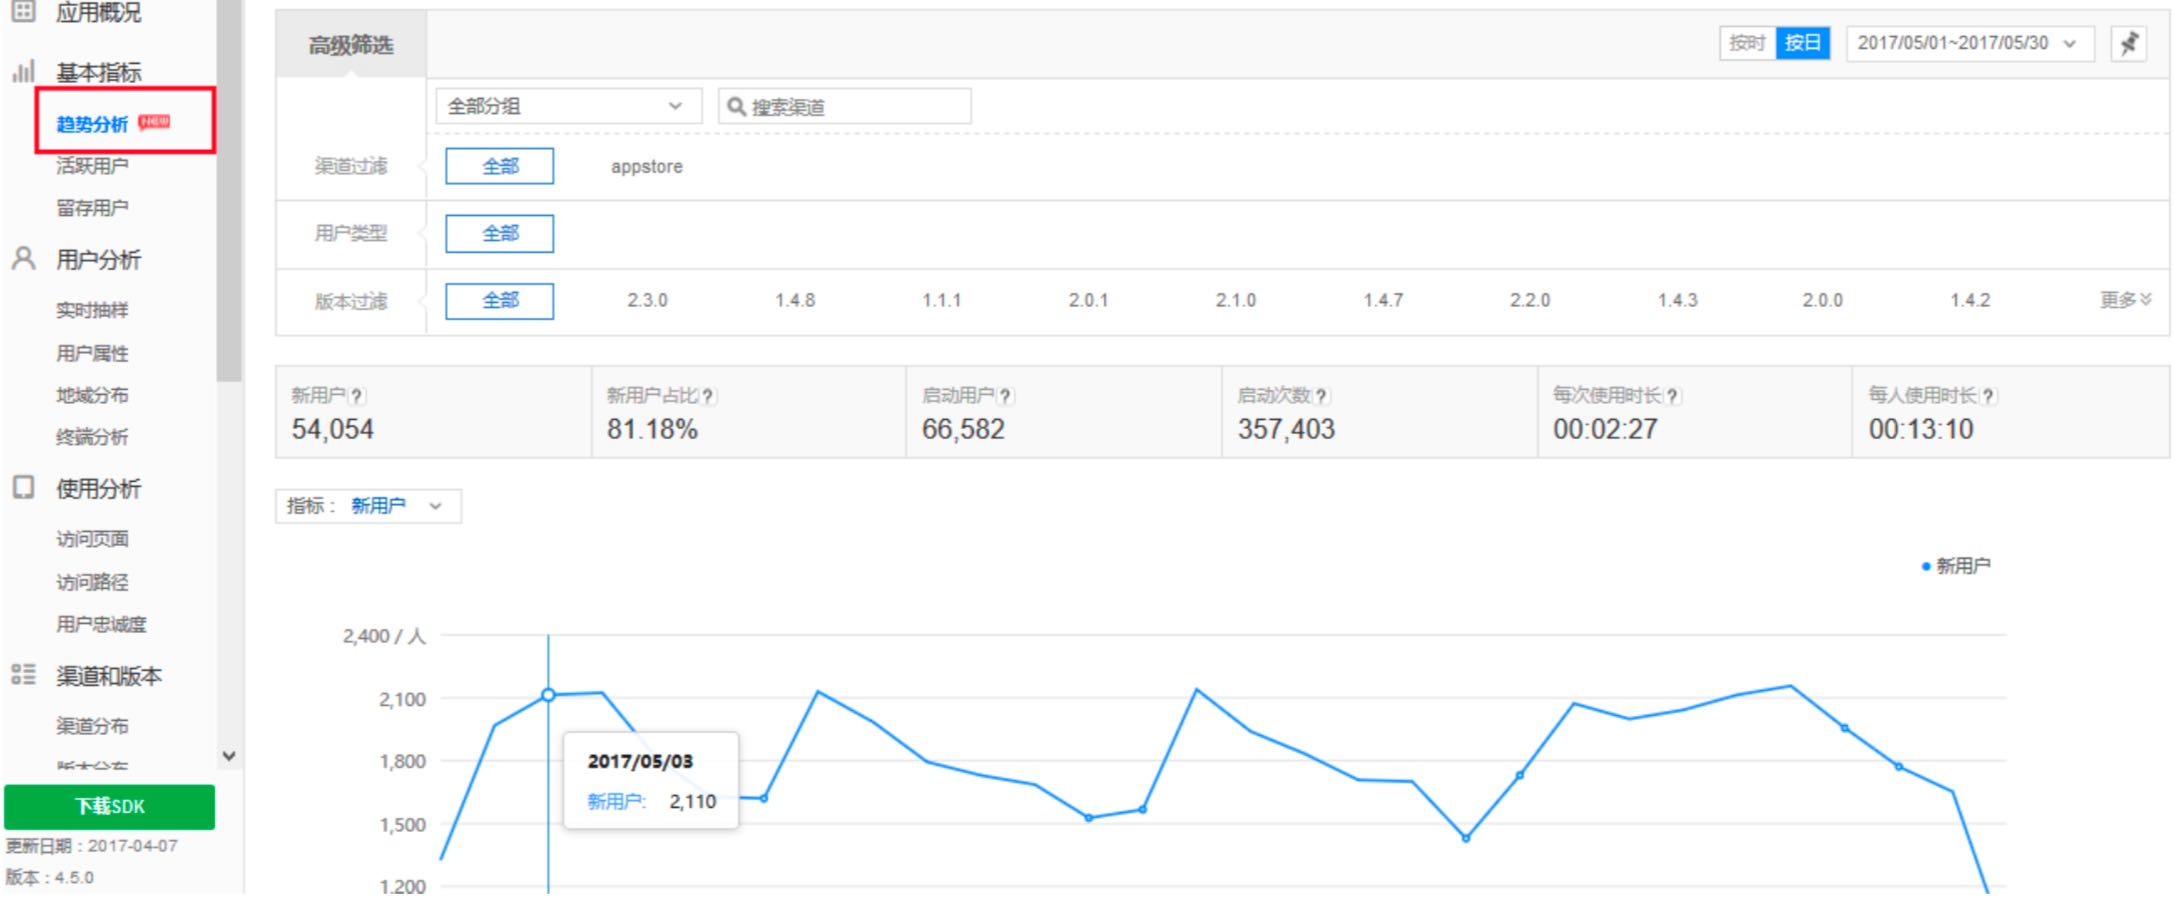 应用概况
基本指标
趋势分析 NEW
活跃用户
留存用户
用户分析
实时抽样
用户属性
地域分布
终端分析
使用分析
访问页面
访问路径
用户忠诚度
渠道和版本
渠道分布
版本分布
下载SDK
更新日期：2017-04-07
版本：4.5.0
高级筛选
按时 按日 2017/05/01~2017/05/30
全部分组 搜索渠道
渠道过滤 全部 appstore
用户类型 全部
版本过滤 全部 2.3.0 1.4.8 1.1.1 2.0.1 2.1.0 1.4.7 2.2.0 1.4.3 2.0.0 1.4.2 更多
新用户 ? 新用户占比 ? 启动用户 ? 启动次数 ? 每次使用时长 ? 每人使用时长 ?
54,054 81.18% 66,582 357,403 00:02:27 00:13:10
指标： 新用户
新用户
2,400 / 人
2,100
1,800
1,500
1,200
2017/05/03
新用户: 2,110